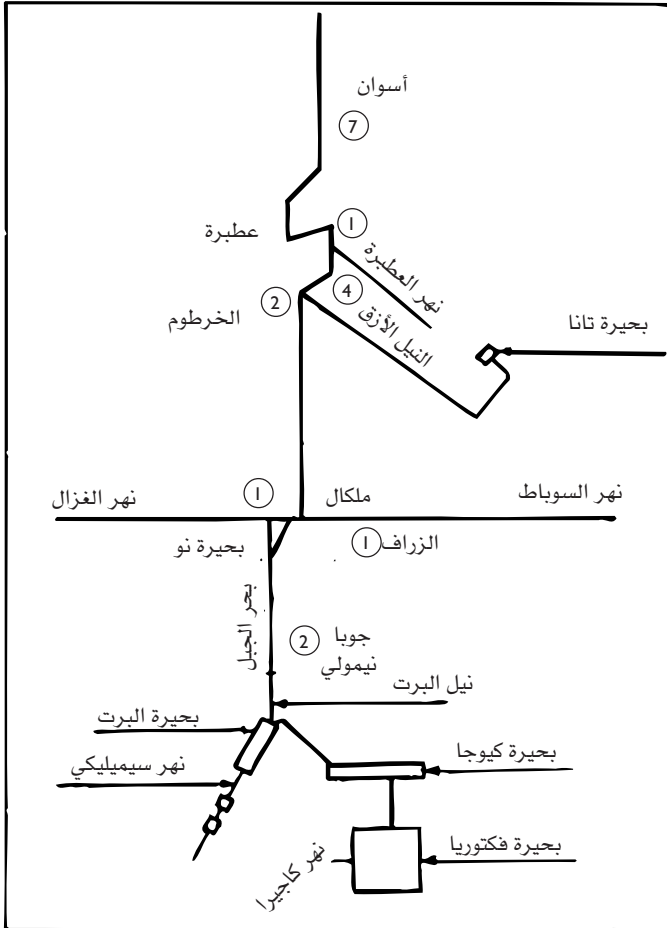 أسوان
7
1
عطبرة
نهر العطبرة
4
2
الخرطوم
النيل الأزق
بحيرة تانا
نهر السوباط
ملكال
1
نهر الغزال
الزراف
1
بحيرة نو
بحر الجبل
جوبا
2
نيمولي
نيل البرت
بحيرة البرت
بحيرة كيوجا
نهر سيميليكي
بحيرة فكتوريا
نهر كاجيرا